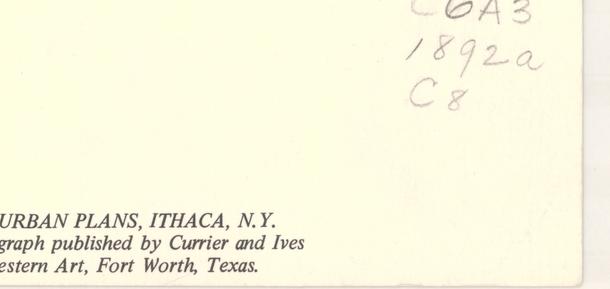 C6A3
1892a
C8
URBAN PLANS, ITHACA, N.Y.
graph published by Currier and Ives
estern Art, Fort Worth, Texas.